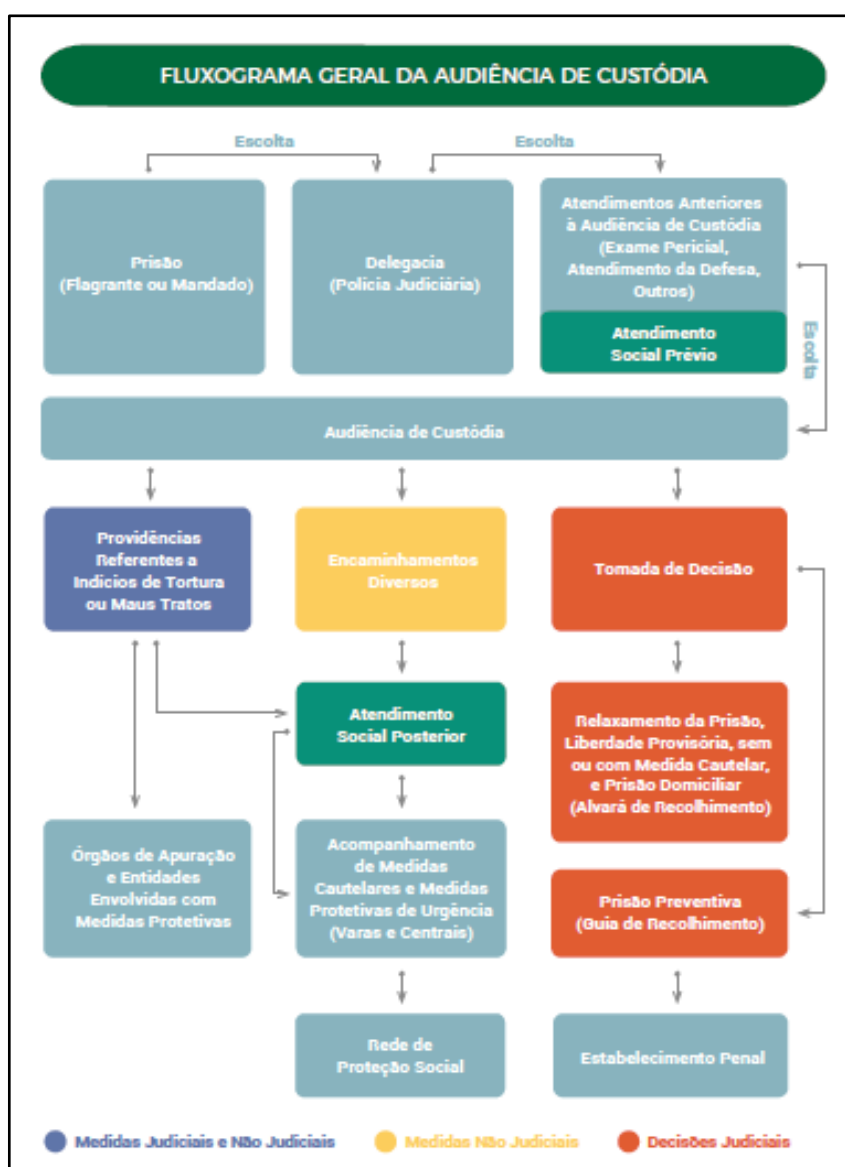 FLUXOGRAMA GERAL DA AUDIÊNCIA DE CUSTÓDIA
Escolta
Escolta
Prisão
(Flagrante ou Mandado)
Delegacia
(Polícia Judiciária)
Atendimentos Anteriores
à Audiência de Custódia
(Exame Pericial,
Atendimento da Defesa,
Outros)
Atendimento
Social Prévio
Escolta
Audiência de Custódia
Providências
Referentes a
Indícios de Tortura
ou Maus Tratos
Encaminhamentos
Diversos
Tomada de Decisão
Atendimento
Social Posterior
Relaxamento da Prisão,
Liberdade Provisória, sem
ou com Medida Cautelar,
e Prisão Domiciliar
(Alvará de Recolhimento)
Órgãos de Apuração
e Entidades
Envolvidas com
Medidas Protetivas
Acompanhamento
de Medidas
Cautelares e Medidas
Protetivas de Urgência
(Varas e Centrais)
Prisão Preventiva
(Guia de Recolhimento)
Rede de
Proteção Social
Estabelecimento Penal
Medidas Judiciais e Não Judiciais
Medidas Não Judiciais
Decisões Judiciais